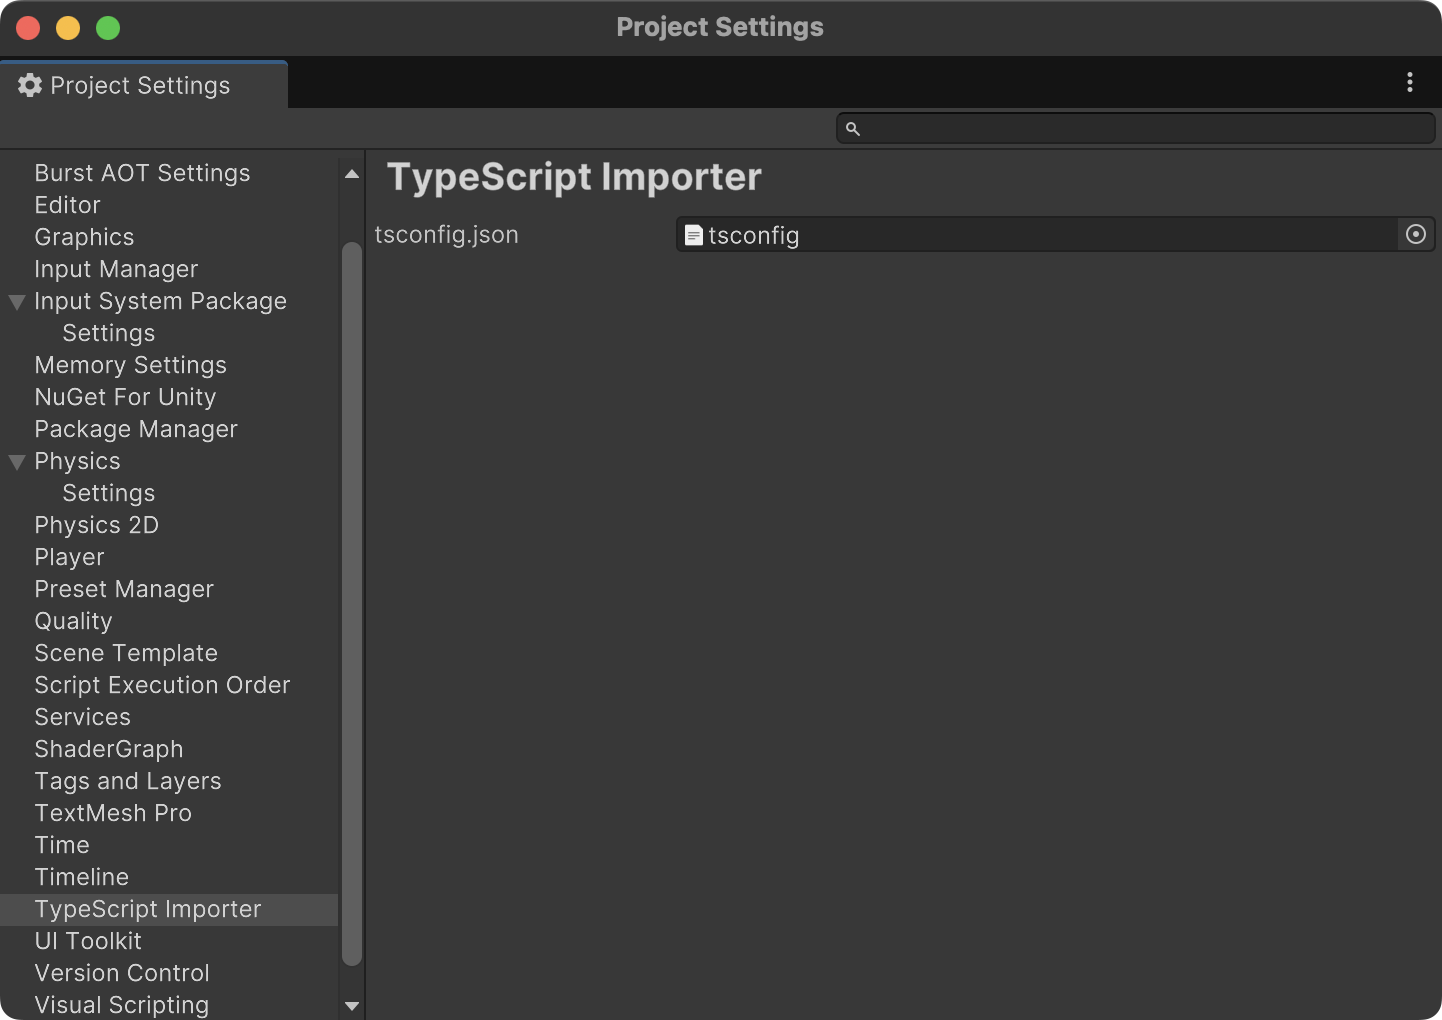 Project Settings
Project Settings
Burst AOT Settings
Editor
Graphics
Input Manager
Input System Package
Settings
Memory Settings
NuGet For Unity
Package Manager
Physics
Settings
Physics 2D
Player
Preset Manager
Quality
Scene Template
Script Execution Order
Services
ShaderGraph
Tags and Layers
TextMesh Pro
Time
Timeline
TypeScript Importer
UI Toolkit
Version Control
Visual Scripting
TypeScript Importer
tsconfig.json tsconfig